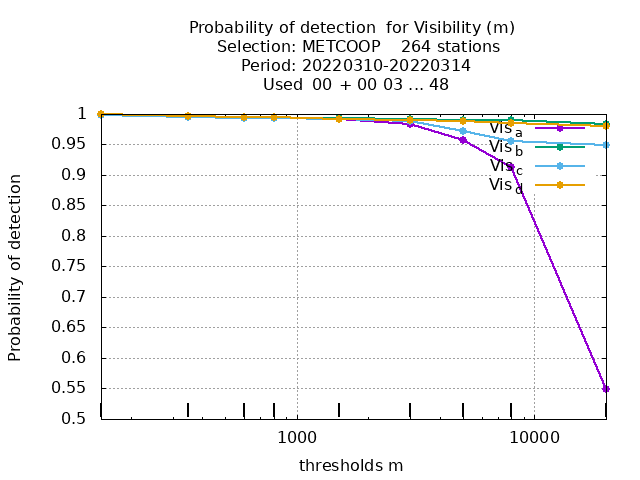 Probability of detection  for Visibility (m)
Selection: METCOOP    264 stations
Period: 20220310-20220314
Used  00 + 00 03 ... 48
Probability of detection
1
0.95
0.9
0.85
0.8
0.75
0.7
0.65
0.6
0.55
0.5
Vis a
Vis b
Vis c
Vis d
1000
10000
thresholds m